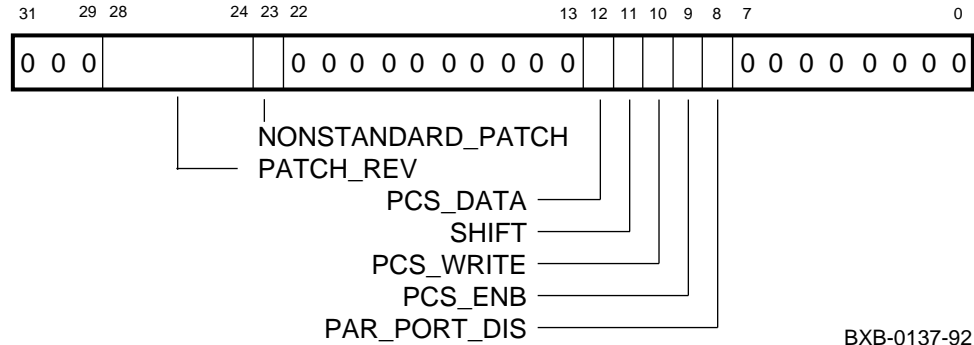 31 29 28 24 23 22 13 12 11 10 9 8 7 0
0 0 0 0 0 0 0 0 0 0 0 0 0 0 0 0 0 0 0 0 0
NONSTANDARD_PATCH
PATCH_REV
PCS_DATA
SHIFT
PCS_WRITE
PCS_ENB
PAR_PORT_DIS
BXB-0137-92